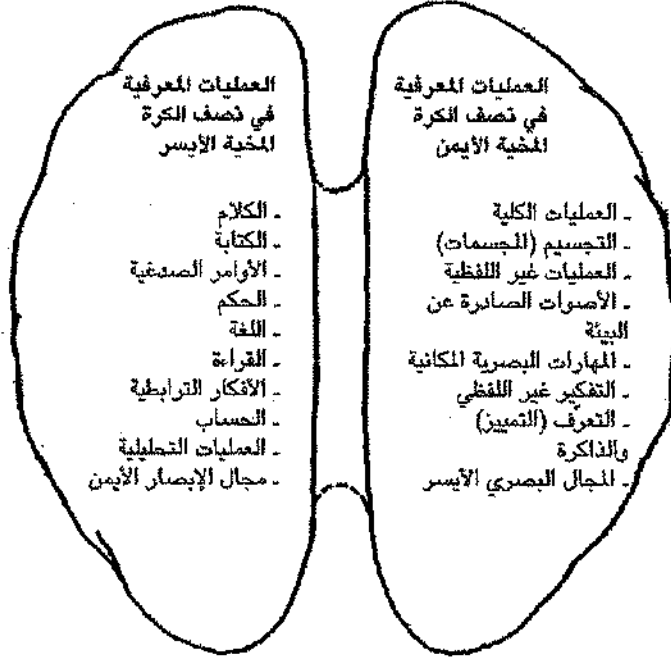 العمليات المعرفية
في نصف الكرة
المخية الأيمن
- العمليات الكلية
- التجسيم (المجسمات)
- العمليات غير اللفظية
- الأصوات الصادرة عن
البيئة
- المهارات البصرية المكانية
- التفكير غير اللفظي
- التعرف (التمييز)
والذاكرة
- المجال البصري الأيسر
العمليات المعرفية
في نصف الكرة
المخية الأيسر
- الكلام
- الكتابة
- الأوامر الصدغية
- الحكم
- اللغة
- القراءة
- الأفكار الترابطية
- الحساب
- العمليات التحليلية
- مجال الإبصار الأيمن